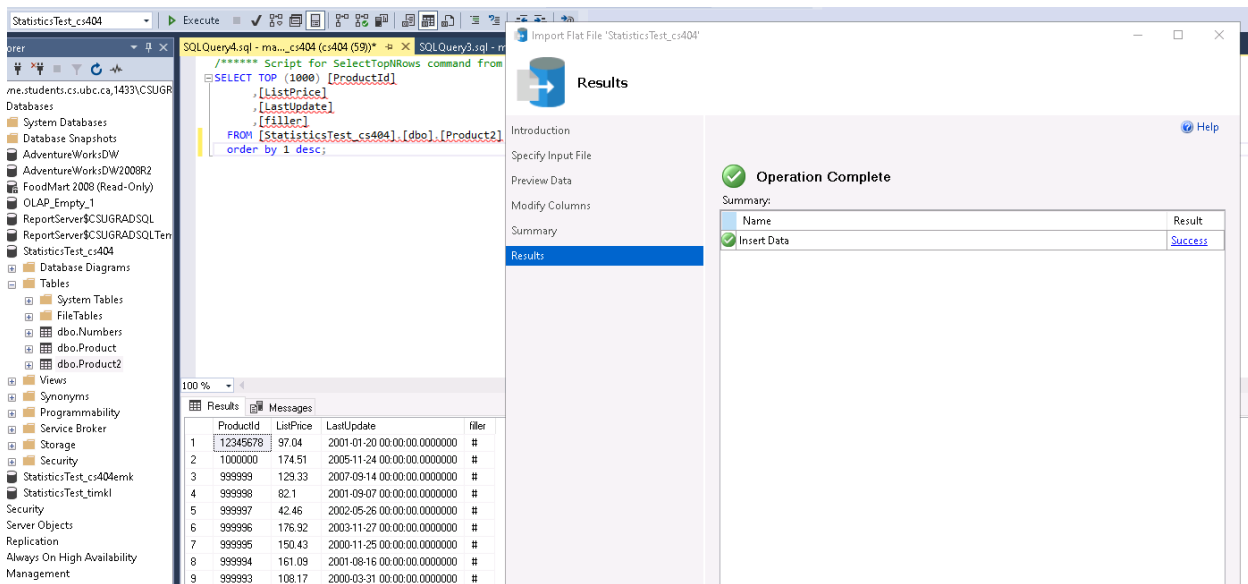 StatisticsTest_cs404
Execute
orer
vne.students.cs.ubc.ca,1433\CSUGR
Databases
System Databases
Database Snapshots
AdventureWorksDW
AdventureWorksDW2008R2
FoodMart 2008 (Read-Only)
OLAP_Empty_1
ReportServer$CSUGRADSQL
ReportServer$CSUGRADSQLTem
StatisticsTest_cs404
Database Diagrams
Tables
System Tables
FileTables
dbo.Numbers
dbo.Product
dbo.Product2
Views
Synonyms
Programmability
Service Broker
Storage
Security
StatisticsTest_cs404emk
StatisticsTest_timkl
Security
Server Objects
Replication
Always On High Availability
Management
SQLQuery4.sql - ma..._cs404 (cs404 (59))* SQLQuery3.sql - m
/****** Script for SelectTopNRows command from
SELECT TOP (1000) [ProductId]
,[ListPrice]
,[LastUpdate]
,[filler]
FROM [StatisticsTest_cs404].[dbo].[Product2]
order by 1 desc;
100 %
Results Messages
ProductId ListPrice LastUpdate filler
1 12345678 97.04 2001-01-20 00:00:00.0000000 #
2 1000000 174.51 2005-11-24 00:00:00.0000000 #
3 999999 129.33 2007-09-14 00:00:00.0000000 #
4 999998 82.1 2001-09-07 00:00:00.0000000 #
5 999997 42.46 2002-05-26 00:00:00.0000000 #
6 999996 176.92 2003-11-27 00:00:00.0000000 #
7 999995 150.43 2000-11-25 00:00:00.0000000 #
8 999994 161.09 2001-08-16 00:00:00.0000000 #
9 999993 108.17 2000-03-31 00:00:00.0000000 #
Import Flat File 'StatisticsTest_cs404'
Results
Introduction
Specify Input File
Preview Data
Modify Columns
Summary
Results
Help
Operation Complete
Summary:
Name Result
Insert Data Success